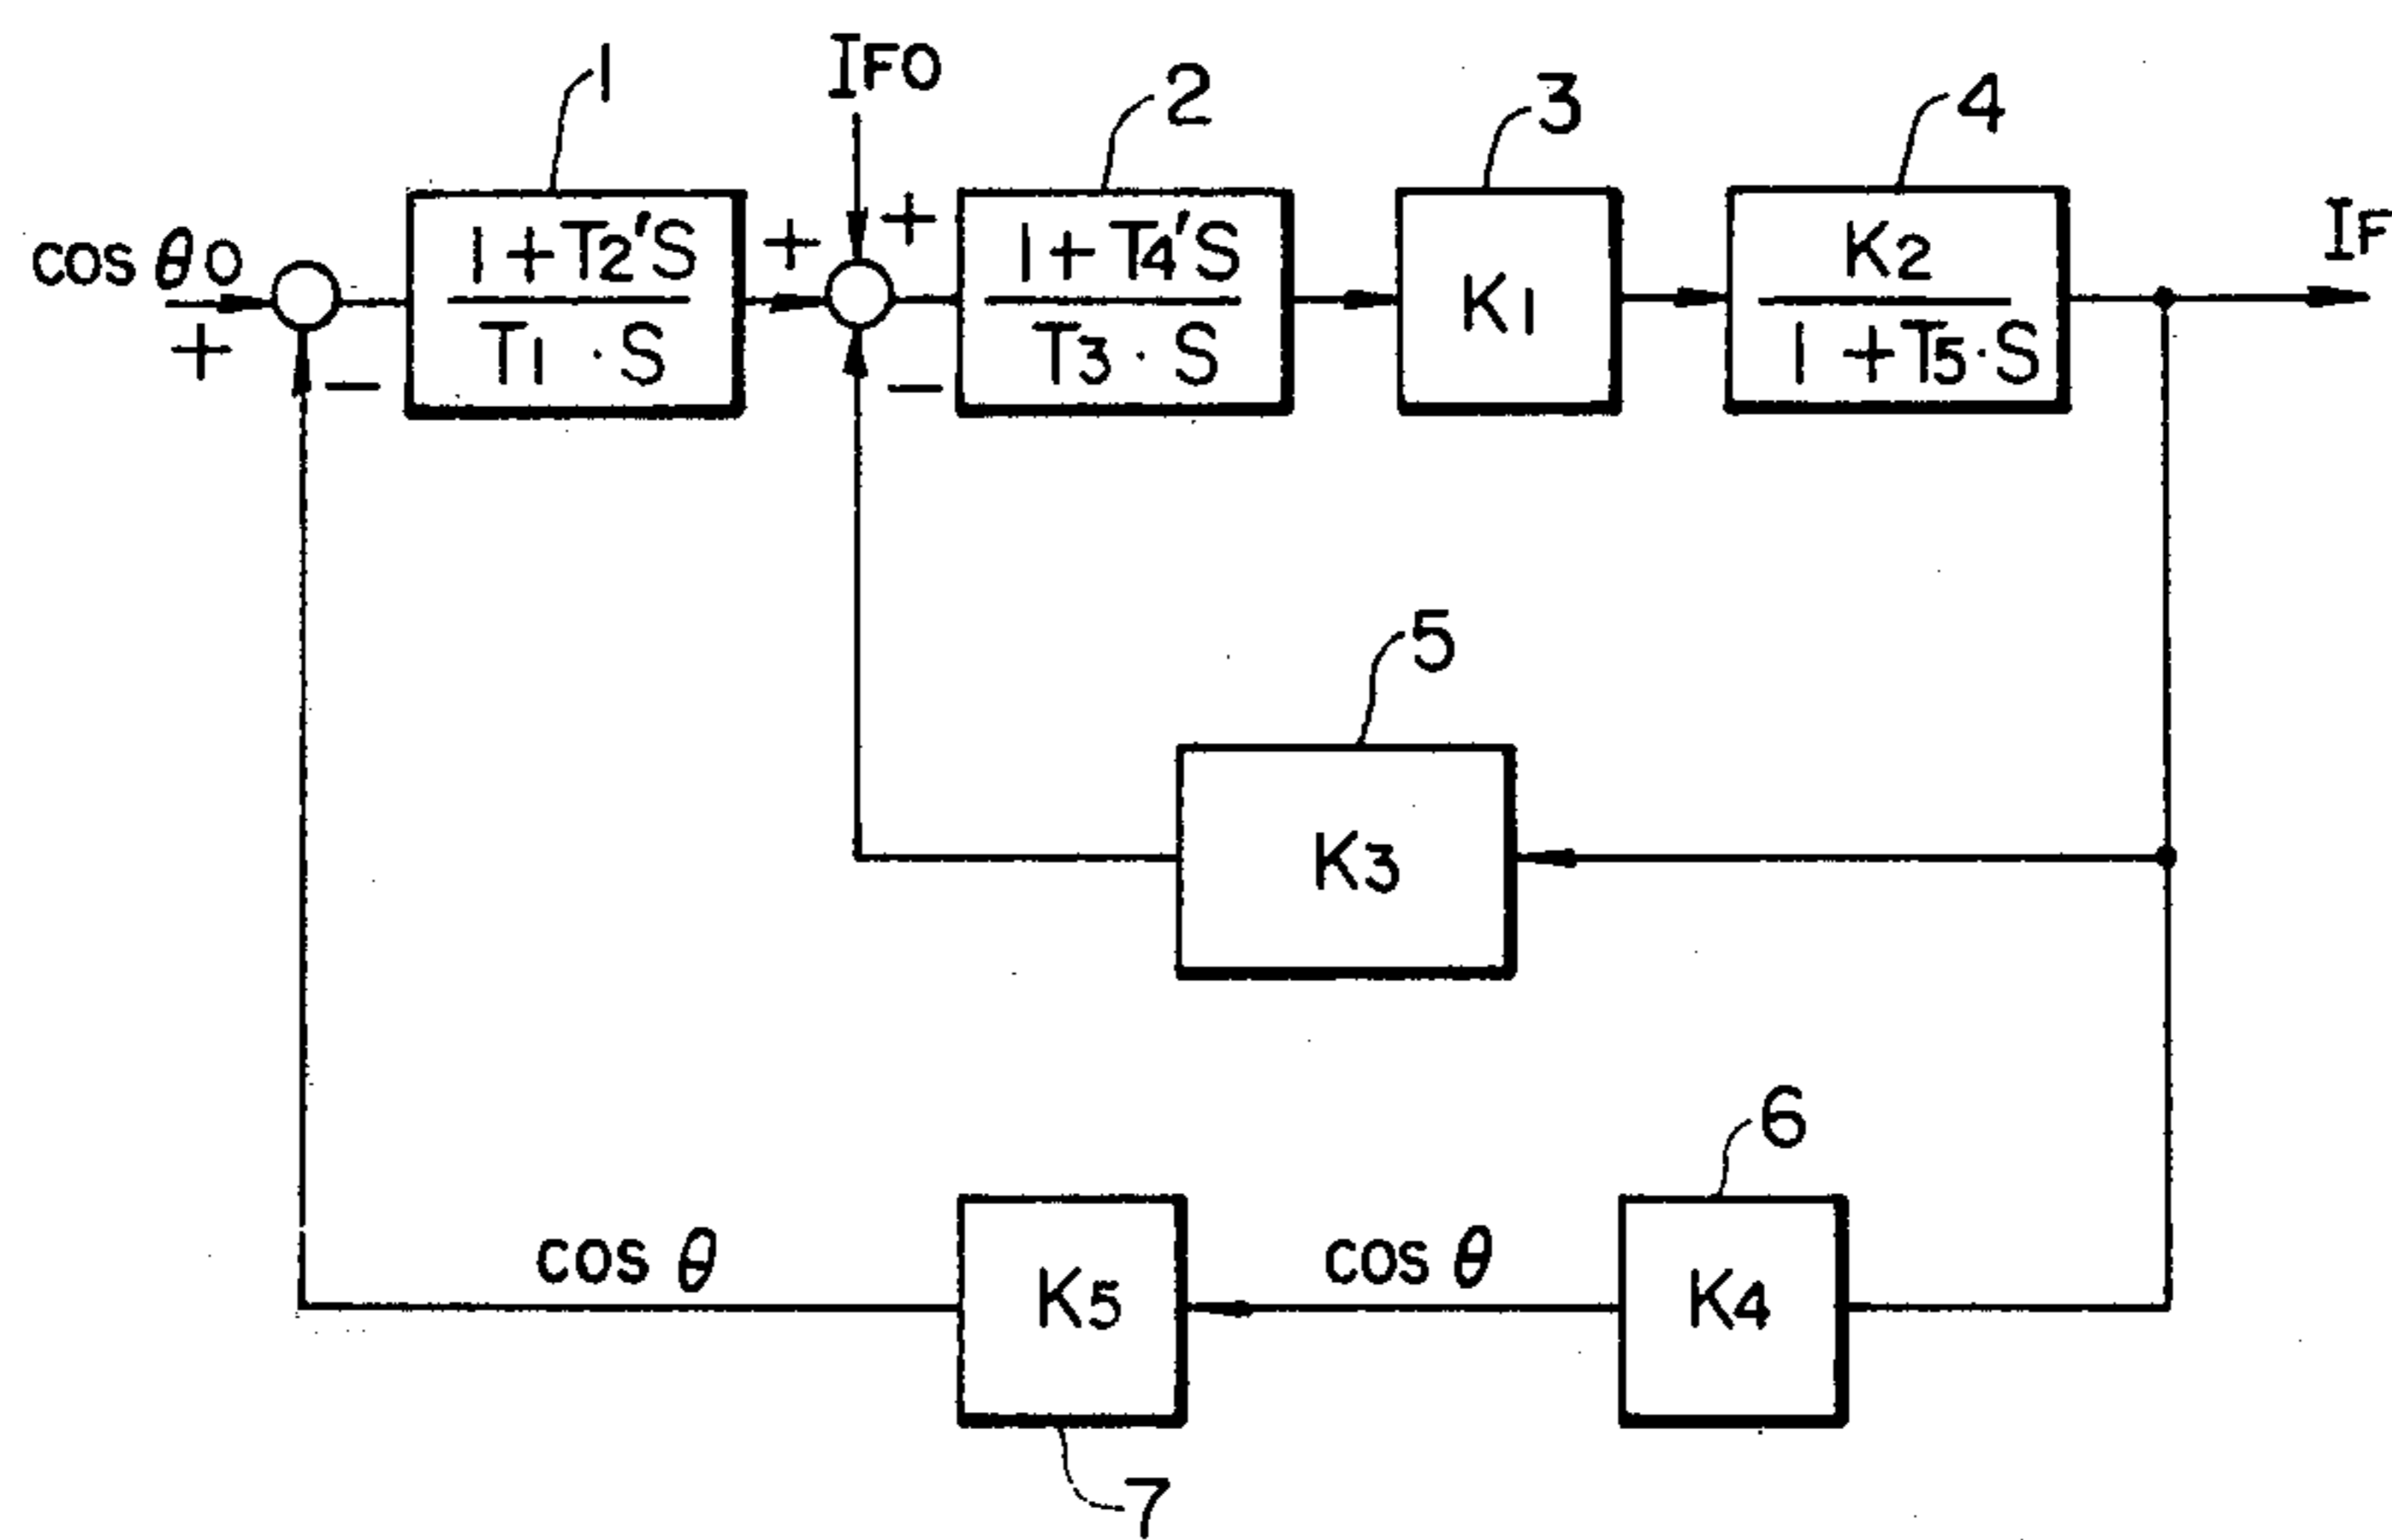 1
IFO
2
3
4
cos θo
+
−
1+T2'S
T1 · S
+
+
−
1+T4'S
T3 · S
K1
K2
1+T5·S
IF
5
K3
6
cos θ
K5
cos θ
K4
7